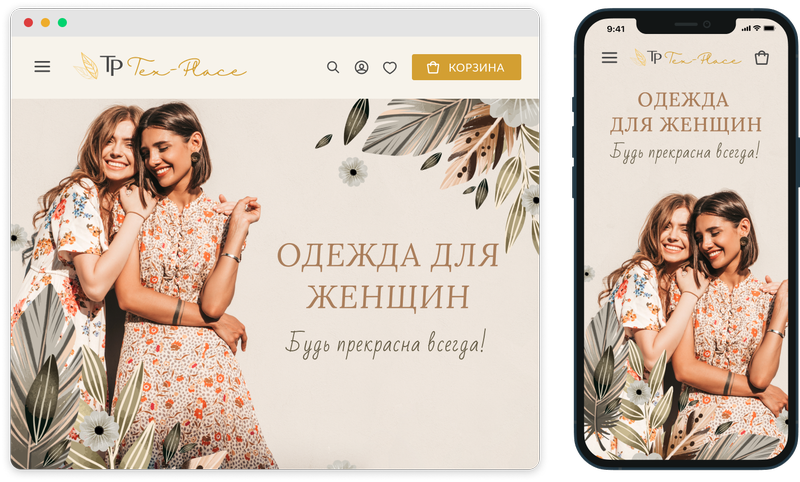 TP Tex-Place
КОРЗИНА
ОДЕЖДА ДЛЯ
ЖЕНЩИН
Будь прекрасна всегда!
9:41
TP Tex-Place
ОДЕЖДА
ДЛЯ ЖЕНЩИН
Будь прекрасна всегда!